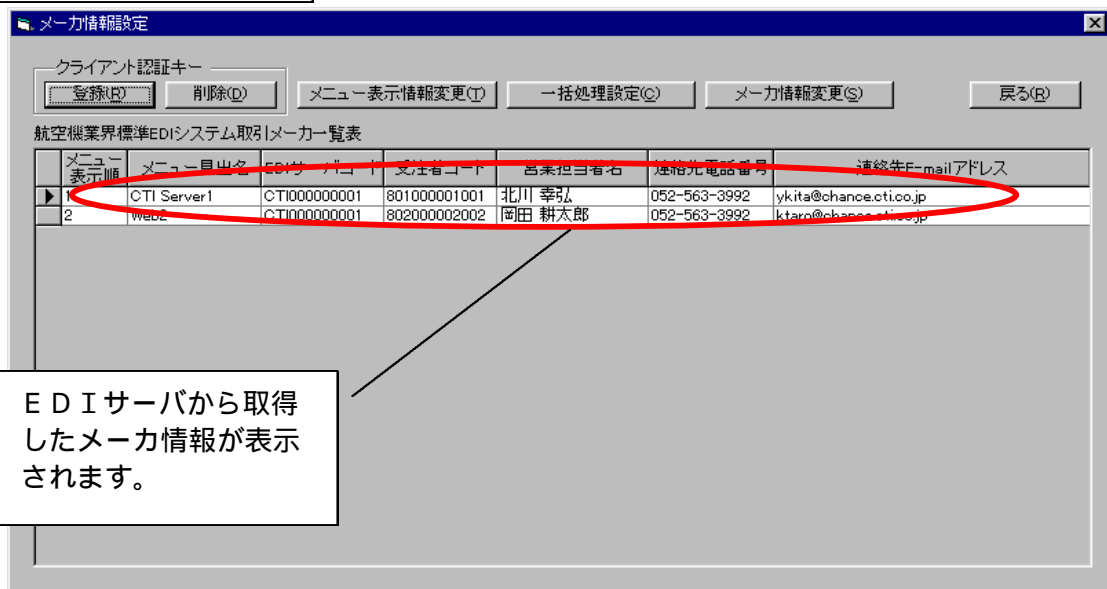 メーカ情報設定
クライアント認証キー
登録(R) 削除(D) メニュー表示情報変更(T) 一括処理設定(C) メーカ情報変更(S) 戻る(R)
航空機業界標準EDIシステム取引メーカ一覧表
メニュー表示順 メニュー見出名 EDIサーバコード 受注者コード 営業担当者名 連絡先電話番号 連絡先E-mailアドレス
1 CTI Server1 CTI000000001 801000001001 北川 幸弘 052-563-3992 ykita@chance.cti.co.jp
2 Web2 CTI000000001 802000002002 岡田 耕太郎 052-563-3992 ktaro@chance.cti.co.jp
ＥＤＩサーバから取得
したメーカ情報が表示
されます。